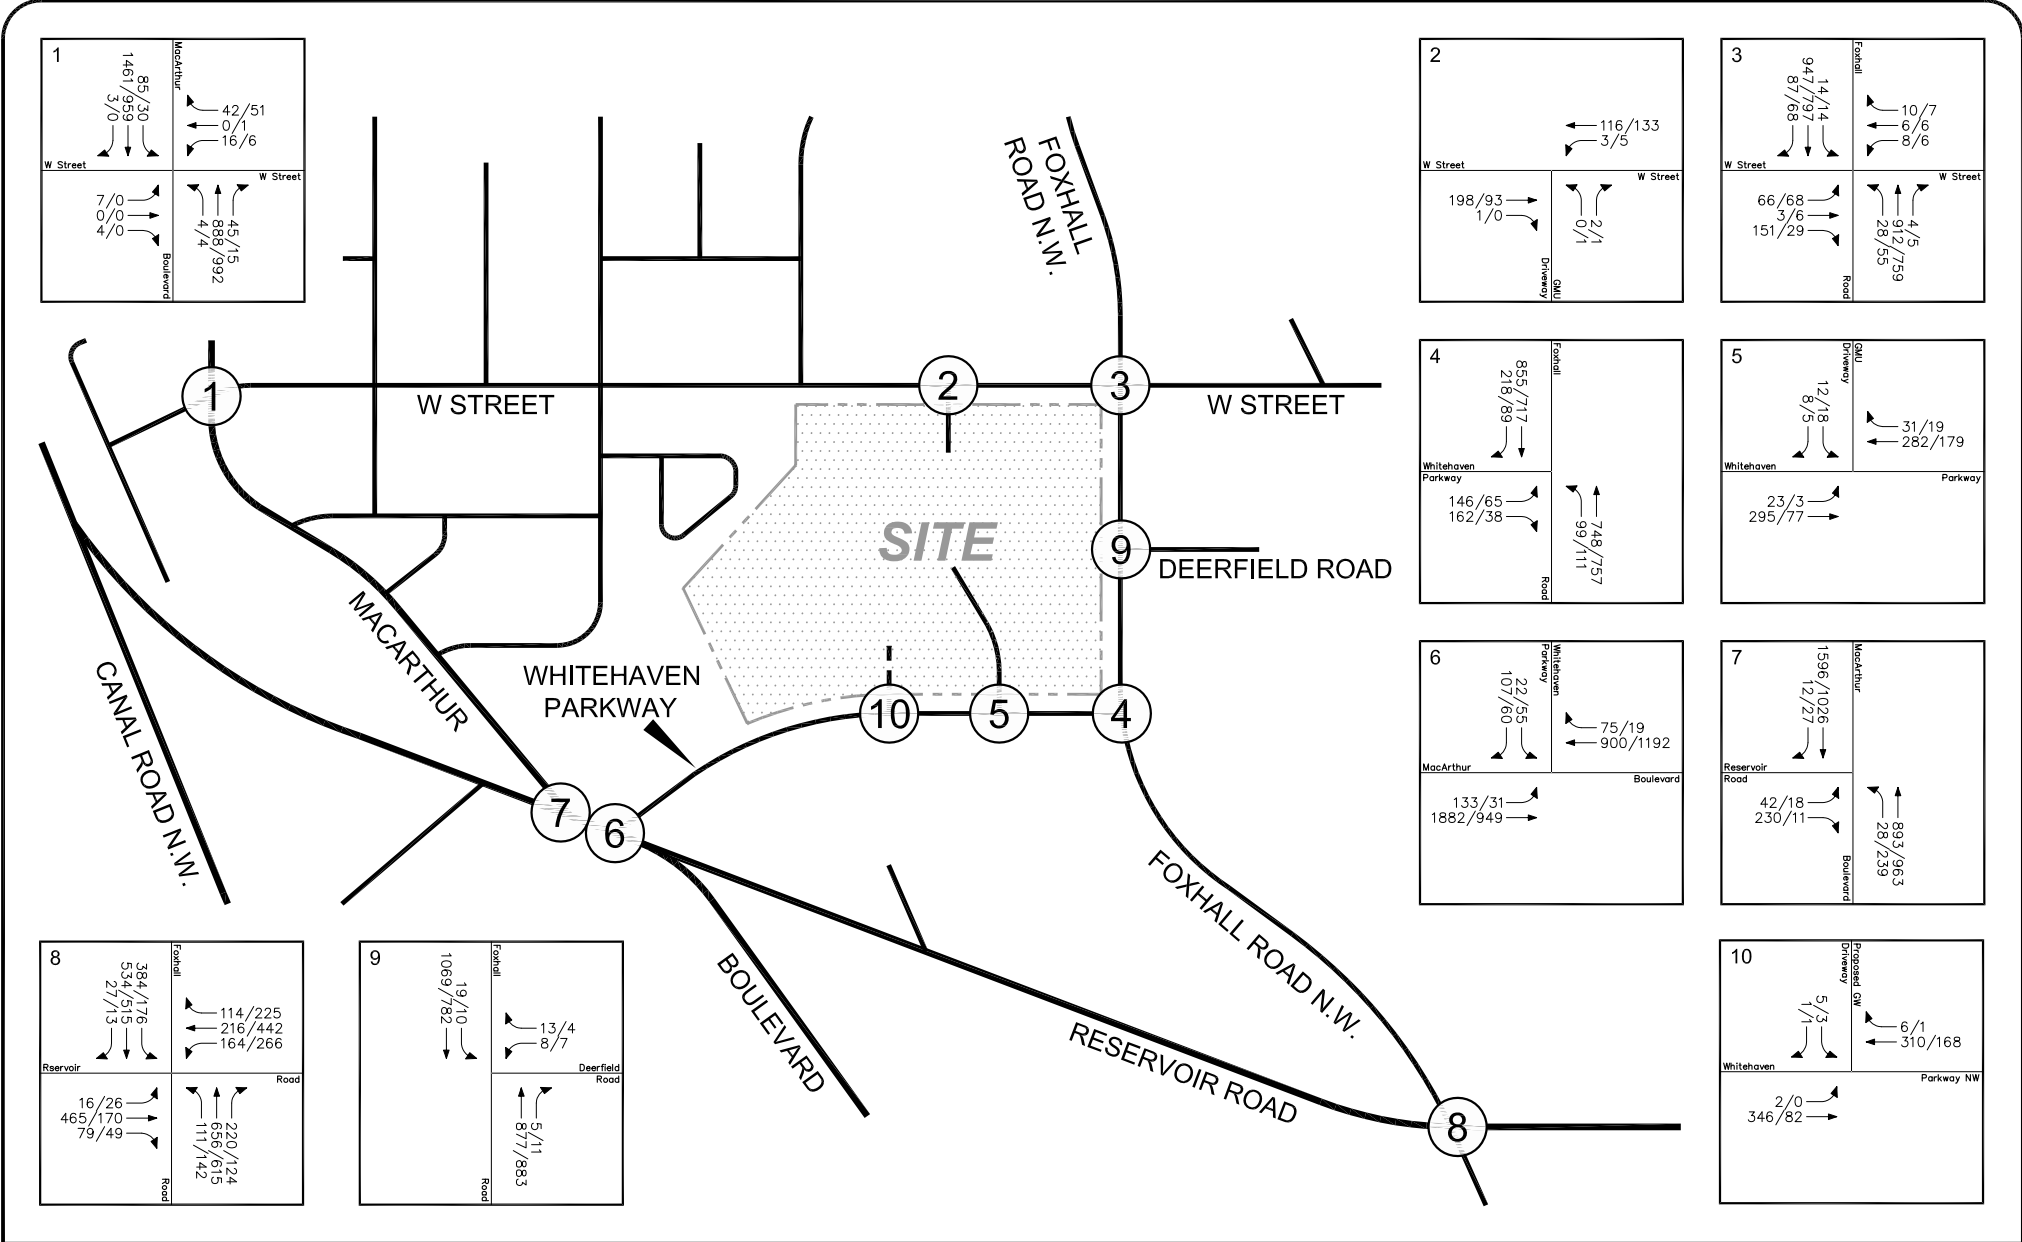 1
MacArthur
85/30
1461/959
3/0
42/51
0/1
16/6
W Street
W Street
7/0
0/0
4/0
45/15
888/992
4/4
Boulevard
2
116/133
3/5
W Street
W Street
198/93
1/0
2/1
0/1
Driveway
GMU
3
Foxhall
14/14
947/797
87/68
10/7
6/6
8/6
W Street
W Street
66/68
3/6
151/29
4/5
912/759
28/55
Road
4
Foxhall
855/717
218/89
Whitehaven
Parkway
146/65
162/38
748/757
99/111
Road
5
GMU
Driveway
12/18
8/5
31/19
282/179
Whitehaven
Parkway
23/3
295/77
6
Whitehaven
Parkway
22/55
107/60
75/19
900/1192
MacArthur
Boulevard
133/31
1882/949
7
MacArthur
1596/1026
12/27
Reservoir
Road
42/18
230/11
893/963
28/239
Boulevard
8
Foxhall
384/176
534/515
27/13
114/225
216/442
164/266
Rservoir
Road
16/26
465/170
79/49
220/124
656/615
111/142
Road
9
Foxhall
19/10
1069/782
13/4
8/7
Deerfield
Road
5/11
877/883
Road
10
Proposed GW
Driveway
5/3
1/1
6/1
310/168
Whitehaven
Parkway NW
2/0
346/82
FOXHALL
ROAD N.W.
1
2
3
W STREET
W STREET
SITE
9
DEERFIELD ROAD
MACARTHUR
WHITEHAVEN
PARKWAY
CANAL ROAD N.W.
10
5
4
7
6
FOXHALL ROAD N.W.
BOULEVARD
RESERVOIR ROAD
8